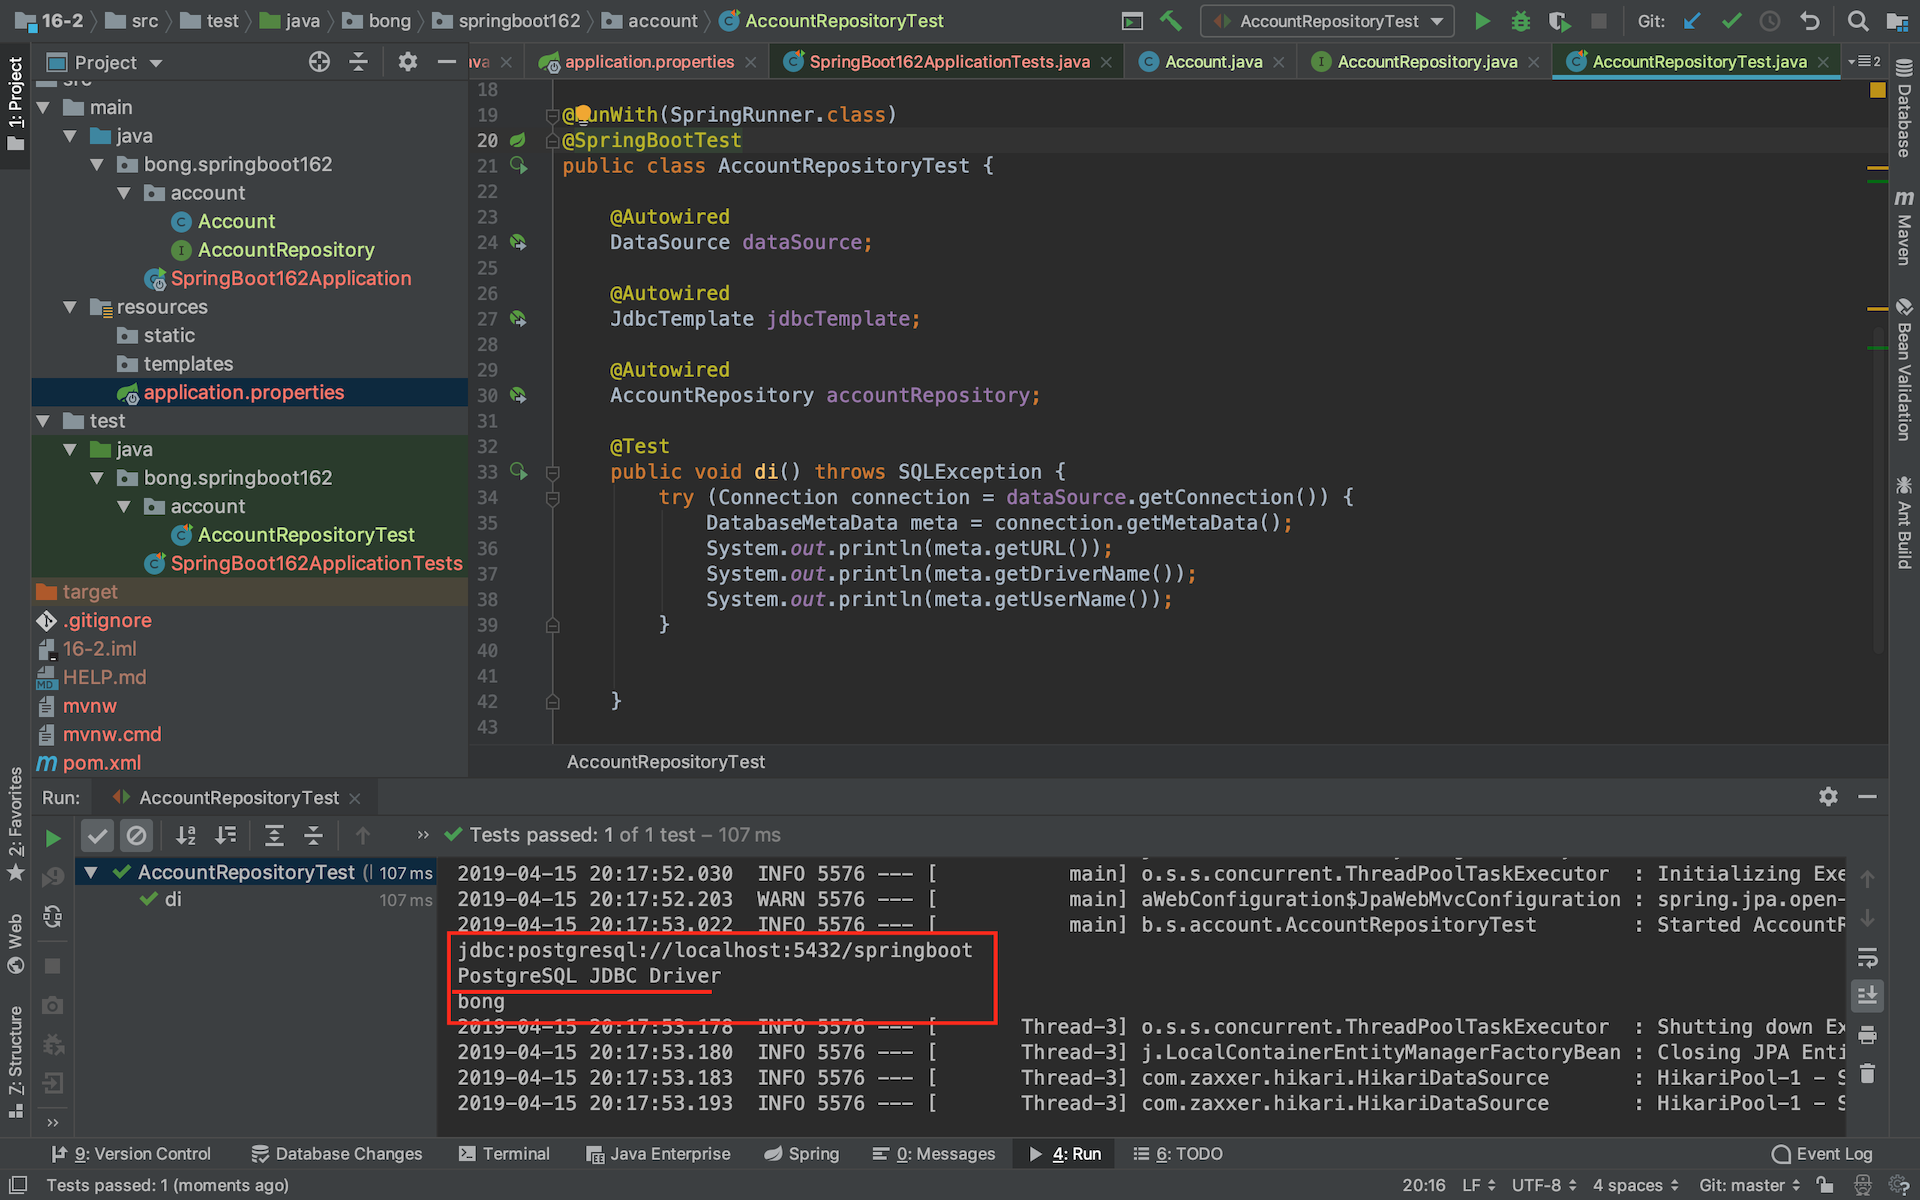 16-2 src test java bong springboot162 account AccountRepositoryTest AccountRepositoryTest Git:
1: Project
Project
application.properties SpringBoot162ApplicationTests.java Account.java AccountRepository.java AccountRepositoryTest.java 2
main
java
bong.springboot162
account
Account
AccountRepository
SpringBoot162Application
resources
static
templates
application.properties
test
java
bong.springboot162
account
AccountRepositoryTest
SpringBoot162ApplicationTests
target
.gitignore
16-2.iml
HELP.md
mvnw
mvnw.cmd
pom.xml
18
19 @RunWith(SpringRunner.class)
20 @SpringBootTest
21 public class AccountRepositoryTest {
22
23 @Autowired
24 DataSource dataSource;
25
26 @Autowired
27 JdbcTemplate jdbcTemplate;
28
29 @Autowired
30 AccountRepository accountRepository;
31
32 @Test
33 public void di() throws SQLException {
34 try (Connection connection = dataSource.getConnection()) {
35 DatabaseMetaData meta = connection.getMetaData();
36 System.out.println(meta.getURL());
37 System.out.println(meta.getDriverName());
38 System.out.println(meta.getUserName());
39 }
40
41
42 }
43
AccountRepositoryTest
Database
Maven
Bean Validation
Ant Build
2: Favorites
Web
Z: Structure
Run: AccountRepositoryTest
Tests passed: 1 of 1 test – 107 ms
AccountRepositoryTest ( 107 ms
di 107 ms
2019-04-15 20:17:52.030 INFO 5576 --- [ main] o.s.s.concurrent.ThreadPoolTaskExecutor : Initializing Exe
2019-04-15 20:17:52.203 WARN 5576 --- [ main] aWebConfiguration$JpaWebMvcConfiguration : spring.jpa.open-
2019-04-15 20:17:53.022 INFO 5576 --- [ main] b.s.account.AccountRepositoryTest : Started AccountR
jdbc:postgresql://localhost:5432/springboot
PostgreSQL JDBC Driver
bong
2019-04-15 20:17:53.178 INFO 5576 --- [ Thread-3] o.s.s.concurrent.ThreadPoolTaskExecutor : Shutting down Ex
2019-04-15 20:17:53.180 INFO 5576 --- [ Thread-3] j.LocalContainerEntityManagerFactoryBean : Closing JPA Enti
2019-04-15 20:17:53.183 INFO 5576 --- [ Thread-3] com.zaxxer.hikari.HikariDataSource : HikariPool-1 - S
2019-04-15 20:17:53.193 INFO 5576 --- [ Thread-3] com.zaxxer.hikari.HikariDataSource : HikariPool-1 - S
9: Version Control Database Changes Terminal Java Enterprise Spring 0: Messages 4: Run 6: TODO Event Log
Tests passed: 1 (moments ago) 20:16 LF UTF-8 4 spaces Git: master